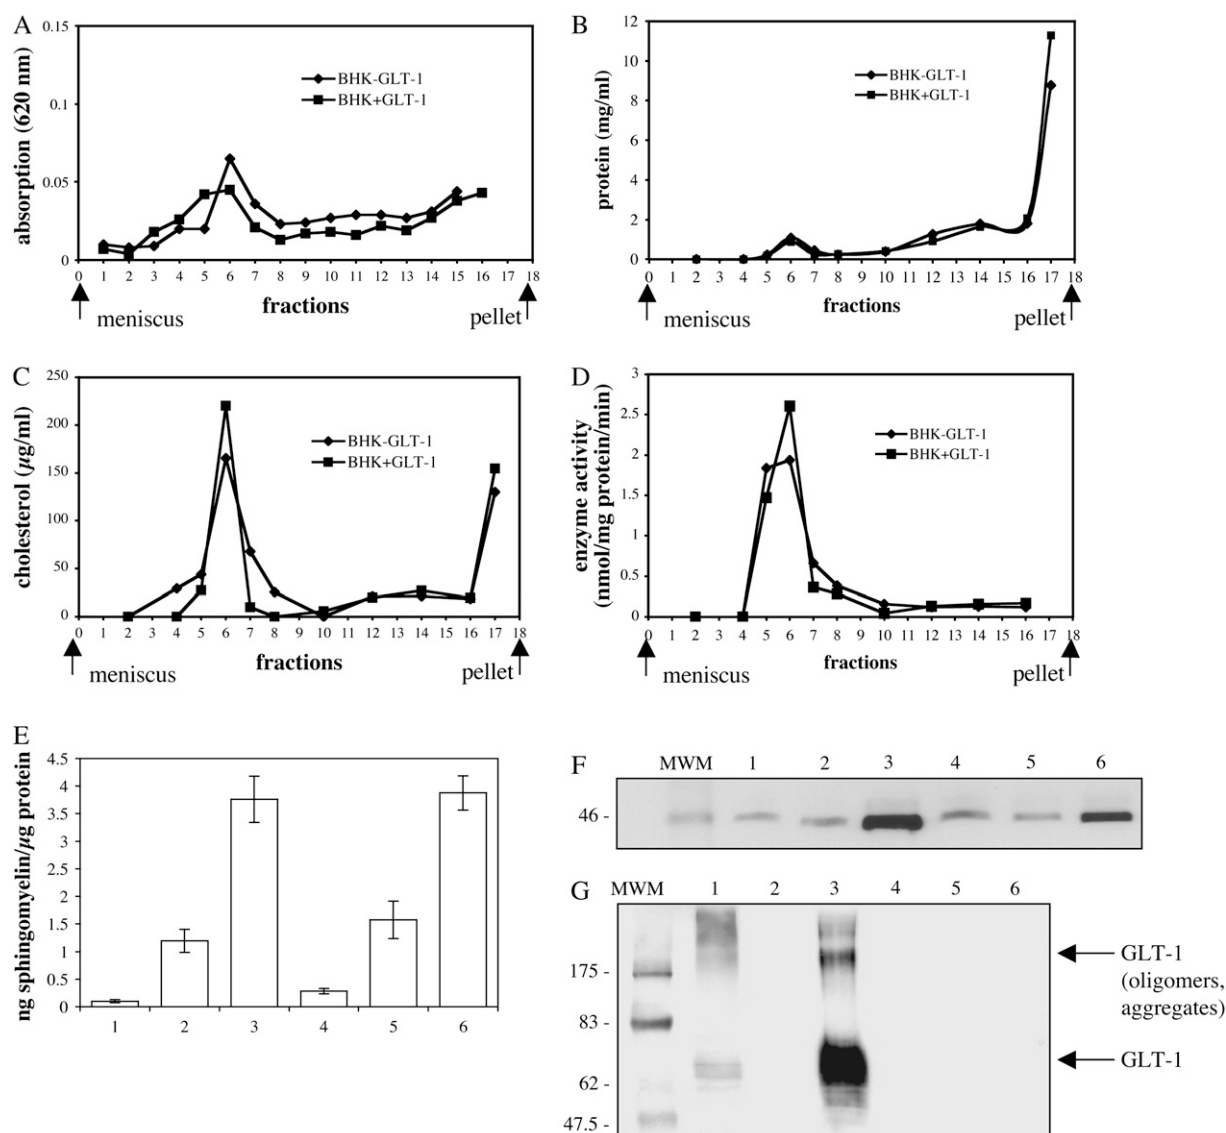 A
absorption (620 nm)
0.15
0.1
0.05
0
BHK-GLT-1
BHK+GLT-1
0 1 2 3 4 5 6 7 8 9 10 11 12 13 14 15 16 17 18
fractions
meniscus
pellet
B
protein (mg/ml)
12
10
8
6
4
2
0
BHK-GLT-1
BHK+GLT-1
0 1 2 3 4 5 6 7 8 9 10 11 12 13 14 15 16 17 18
fractions
meniscus
pellet
C
cholesterol (µg/ml)
250
200
150
100
50
0
BHK-GLT-1
BHK+GLT-1
0 1 2 3 4 5 6 7 8 9 10 11 12 13 14 15 16 17 18
fractions
meniscus
pellet
D
enzyme activity
(nmol/mg protein/min)
3
2.5
2
1.5
1
0.5
0
BHK-GLT-1
BHK+GLT-1
0 1 2 3 4 5 6 7 8 9 10 11 12 13 14 15 16 17 18
fractions
meniscus
pellet
E
ng sphingomyelin/µg protein
4.5
4
3.5
3
2.5
2
1.5
1
0.5
0
1 2 3 4 5 6
F
MWM 1 2 3 4 5 6
46 -
G
MWM 1 2 3 4 5 6
175 -
83 -
62 -
47.5 -
GLT-1
(oligomers,
aggregates)
GLT-1